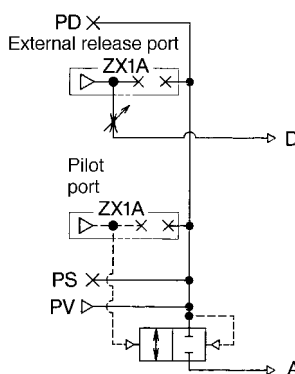 PD
External release port
ZX1A
D
Pilot
port
ZX1A
PS
PV
A